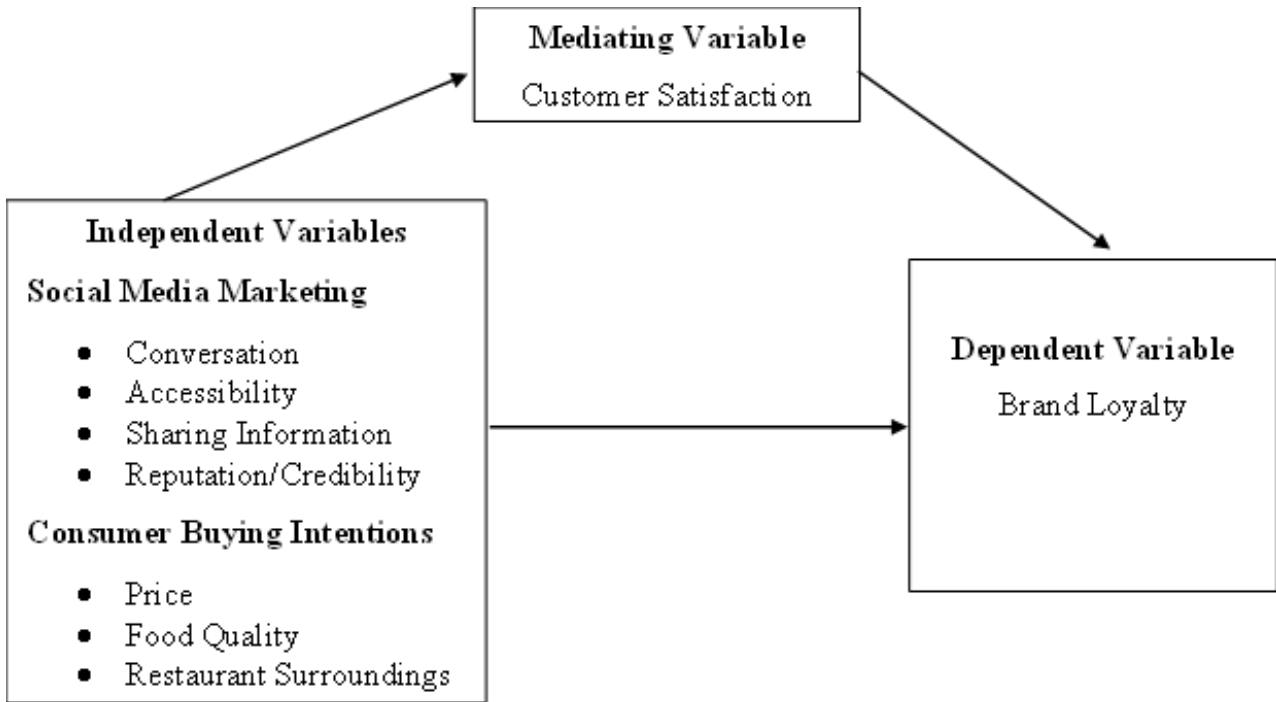 Mediating Variable
Customer Satisfaction
Independent Variables
Social Media Marketing
● Conversation
● Accessibility
● Sharing Information
● Reputation/Credibility
Consumer Buying Intentions
● Price
● Food Quality
● Restaurant Surroundings
Dependent Variable
Brand Loyalty